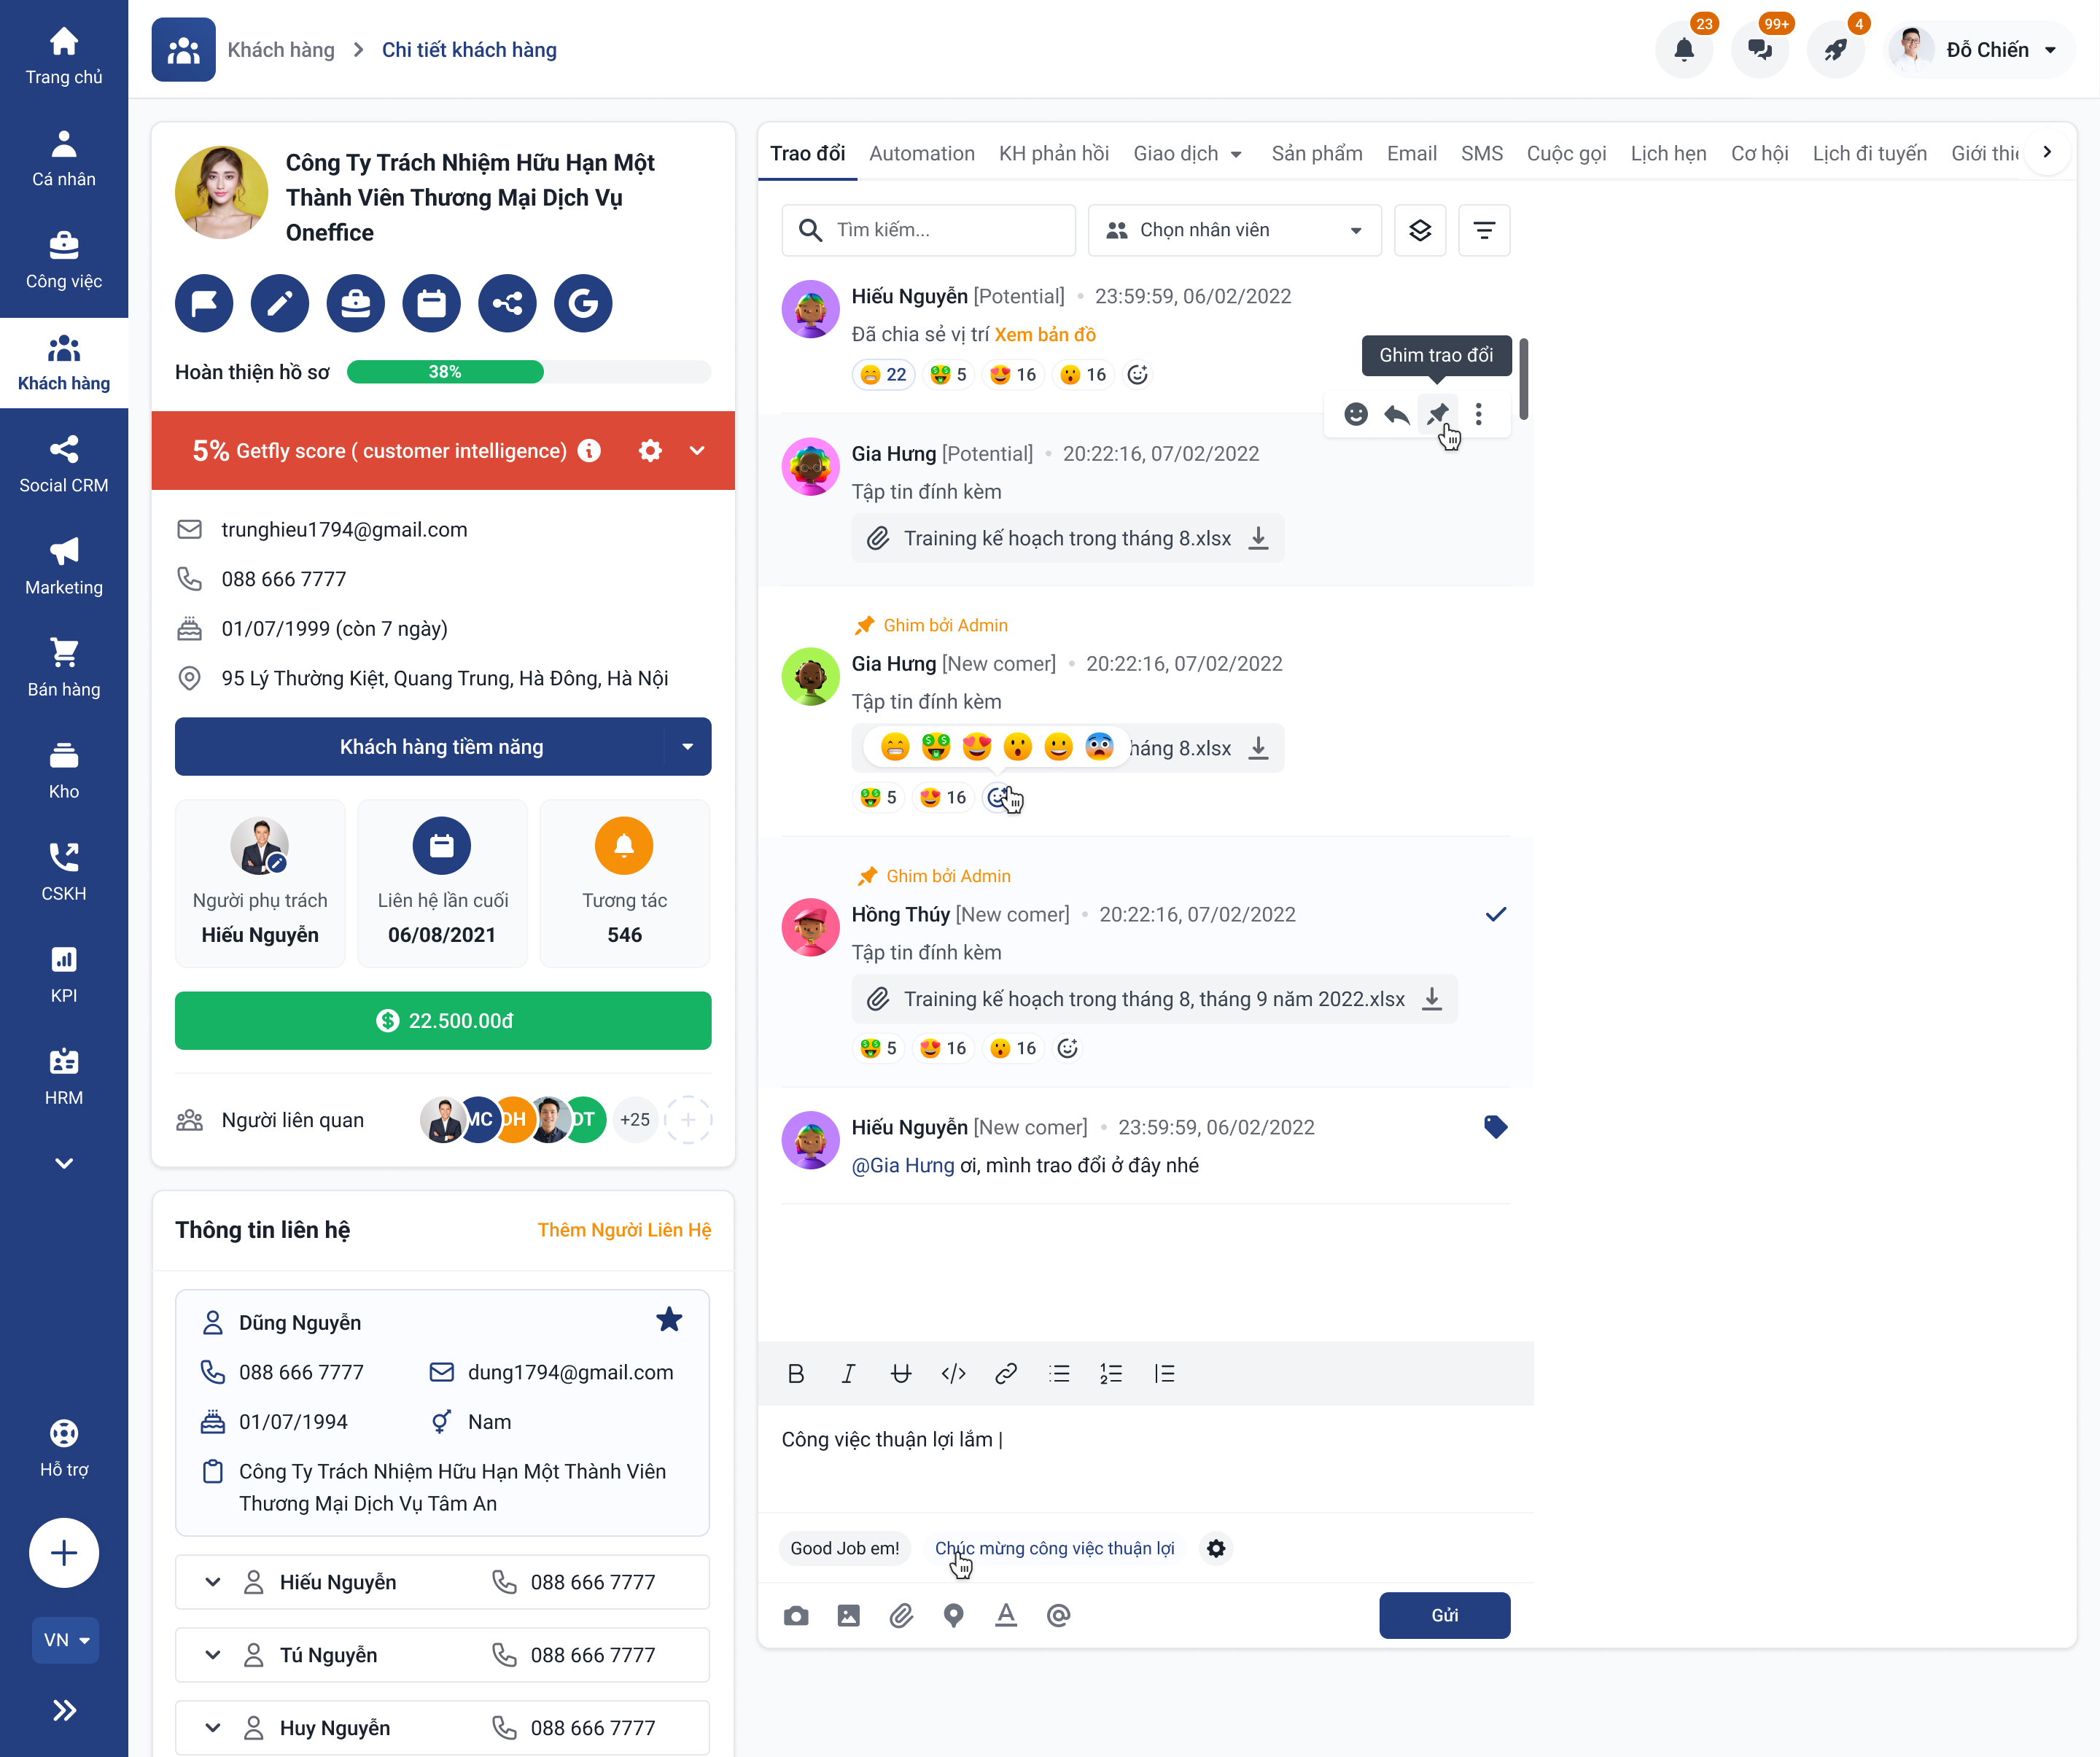 Trang chủ
Cá nhân
Công việc
Khách hàng
Social CRM
Marketing
Bán hàng
Kho
CSKH
KPI
HRM
Hỗ trợ
VN
Khách hàng
Chi tiết khách hàng
23
99+
4
Đỗ Chiến
Công Ty Trách Nhiệm Hữu Hạn Một
Thành Viên Thương Mại Dịch Vụ
Oneffice
Hoàn thiện hồ sơ
38%
5% Getfly score ( customer intelligence)
trunghieu1794@gmail.com
088 666 7777
01/07/1999 (còn 7 ngày)
95 Lý Thường Kiệt, Quang Trung, Hà Đông, Hà Nội
Khách hàng tiềm năng
Người phụ trách
Hiếu Nguyễn
Liên hệ lần cuối
06/08/2021
Tương tác
546
22.500.00đ
Người liên quan
MC
DH
DT
+25
Thông tin liên hệ
Thêm Người Liên Hệ
Dũng Nguyễn
088 666 7777
dung1794@gmail.com
01/07/1994
Nam
Công Ty Trách Nhiệm Hữu Hạn Một Thành Viên
Thương Mại Dịch Vụ Tâm An
Hiếu Nguyễn
088 666 7777
Tú Nguyễn
088 666 7777
Huy Nguyễn
088 666 7777
Trao đổi
Automation
KH phản hồi
Giao dịch
Sản phẩm
Email
SMS
Cuộc gọi
Lịch hẹn
Cơ hội
Lịch đi tuyến
Giới thi
Tìm kiếm...
Chọn nhân viên
Hiếu Nguyễn [Potential] • 23:59:59, 06/02/2022
Đã chia sẻ vị trí Xem bản đồ
22
5
16
16
Ghim trao đổi
Gia Hưng [Potential] • 20:22:16, 07/02/2022
Tập tin đính kèm
Training kế hoạch trong tháng 8.xlsx
Ghim bởi Admin
Gia Hưng [New comer] • 20:22:16, 07/02/2022
Tập tin đính kèm
háng 8.xlsx
5
16
Ghim bởi Admin
Hồng Thúy [New comer] • 20:22:16, 07/02/2022
Tập tin đính kèm
Training kế hoạch trong tháng 8, tháng 9 năm 2022.xlsx
5
16
16
Hiếu Nguyễn [New comer] • 23:59:59, 06/02/2022
@Gia Hưng ơi, mình trao đổi ở đây nhé
Công việc thuận lợi lắm |
Good Job em!
Chúc mừng công việc thuận lợi
Gửi